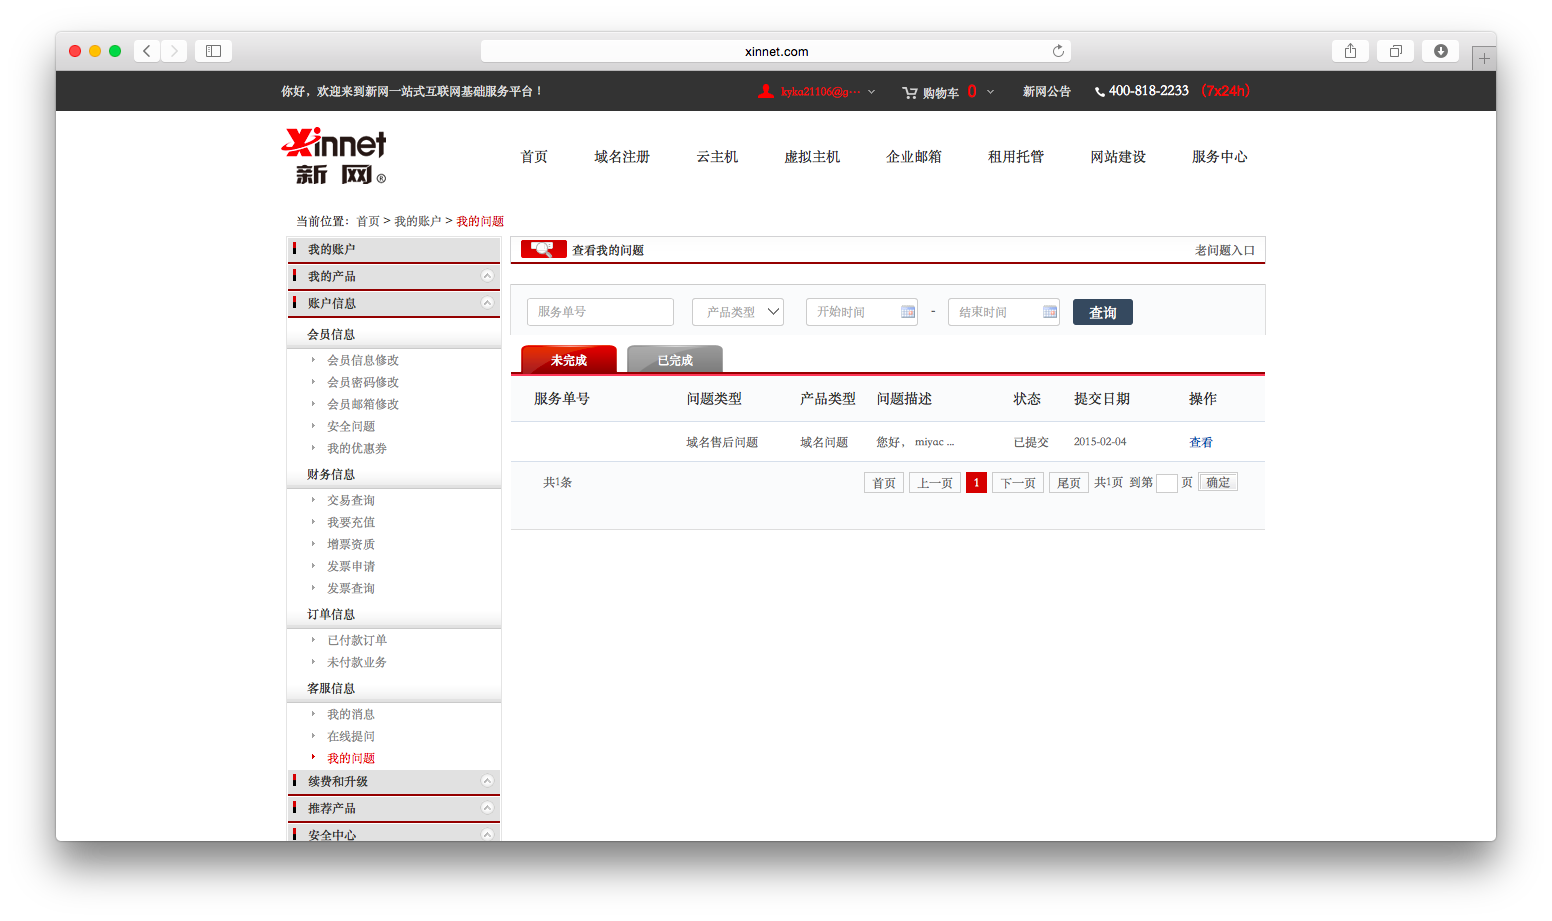 xinnet.com
你好，欢迎来到新网一站式互联网基础服务平台！
kyku21106@g··· 购物车 0 新网公告 400-818-2233 (7x24h)
Xinnet
新网®
首页 域名注册 云主机 虚拟主机 企业邮箱 租用托管 网站建设 服务中心
当前位置：首页 > 我的账户 > 我的问题
我的账户
我的产品
账户信息
会员信息
会员信息修改
会员密码修改
会员邮箱修改
安全问题
我的优惠券
财务信息
交易查询
我要充值
增票资质
发票申请
发票查询
订单信息
已付款订单
未付款业务
客服信息
我的消息
在线提问
我的问题
续费和升级
推荐产品
安全中心
查看我的问题 老问题入口
服务单号 产品类型 开始时间 - 结束时间 查询
未完成 已完成
服务单号 问题类型 产品类型 问题描述 状态 提交日期 操作
域名售后问题 域名问题 您好， miyac ... 已提交 2015-02-04 查看
共1条 首页 上一页 1 下一页 尾页 共1页 到第 页 确定